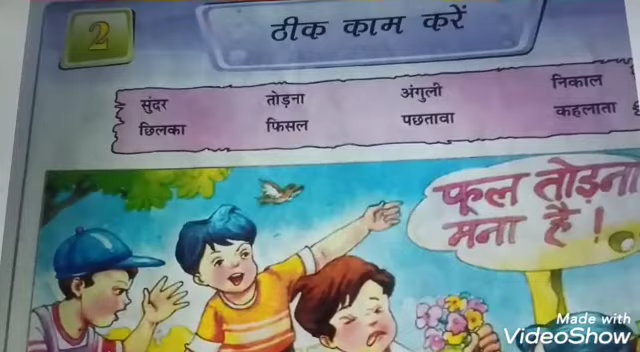 2
ठीक काम करें
सुंदर तोड़ना अंगुली निकाल
छिलका फिसल पछतावा कहलाता
फूल तोड़ना
मना है !
Made with
VideoShow